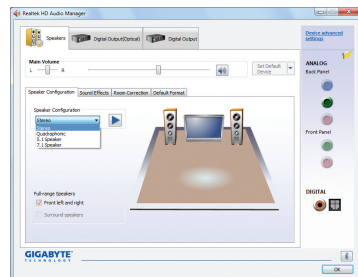 Realtek HD Audio Manager
Speakers
Digital Output(Optical)
Digital Output
Device advanced
settings
Main Volume
L
R
Set Default
Device
ANALOG
Back Panel
Speaker Configuration
Sound Effects
Room Correction
Default Format
Speaker Configuration
Stereo
Stereo
Quadraphonic
5.1 Speaker
7.1 Speaker
Front Panel
Full-range Speakers
Front left and right
Surround speakers
DIGITAL
GIGABYTE
TECHNOLOGY
OK